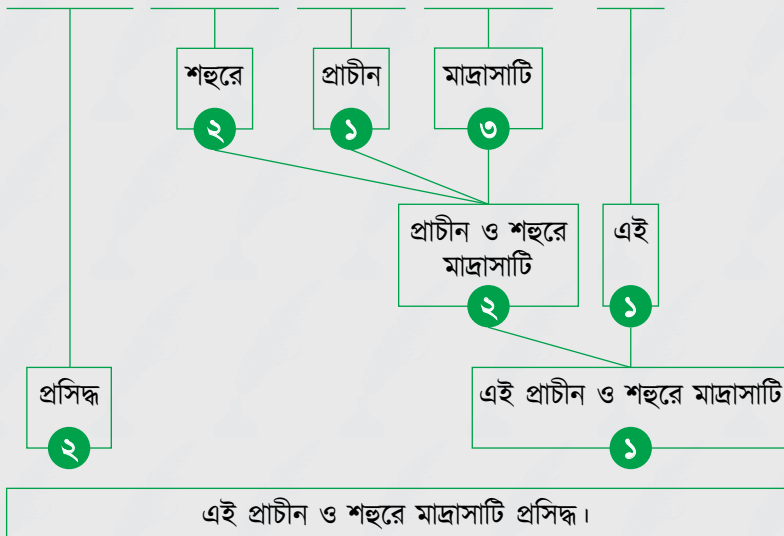 শহুরে
প্রাচীন
মাদ্রাসাটি
২
১
৩
প্রাচীন ও শহুরে
মাদ্রাসাটি
এই
২
১
প্রসিদ্ধ
এই প্রাচীন ও শহুরে মাদ্রাসাটি
২
১
এই প্রাচীন ও শহুরে মাদ্রাসাটি প্রসিদ্ধ।